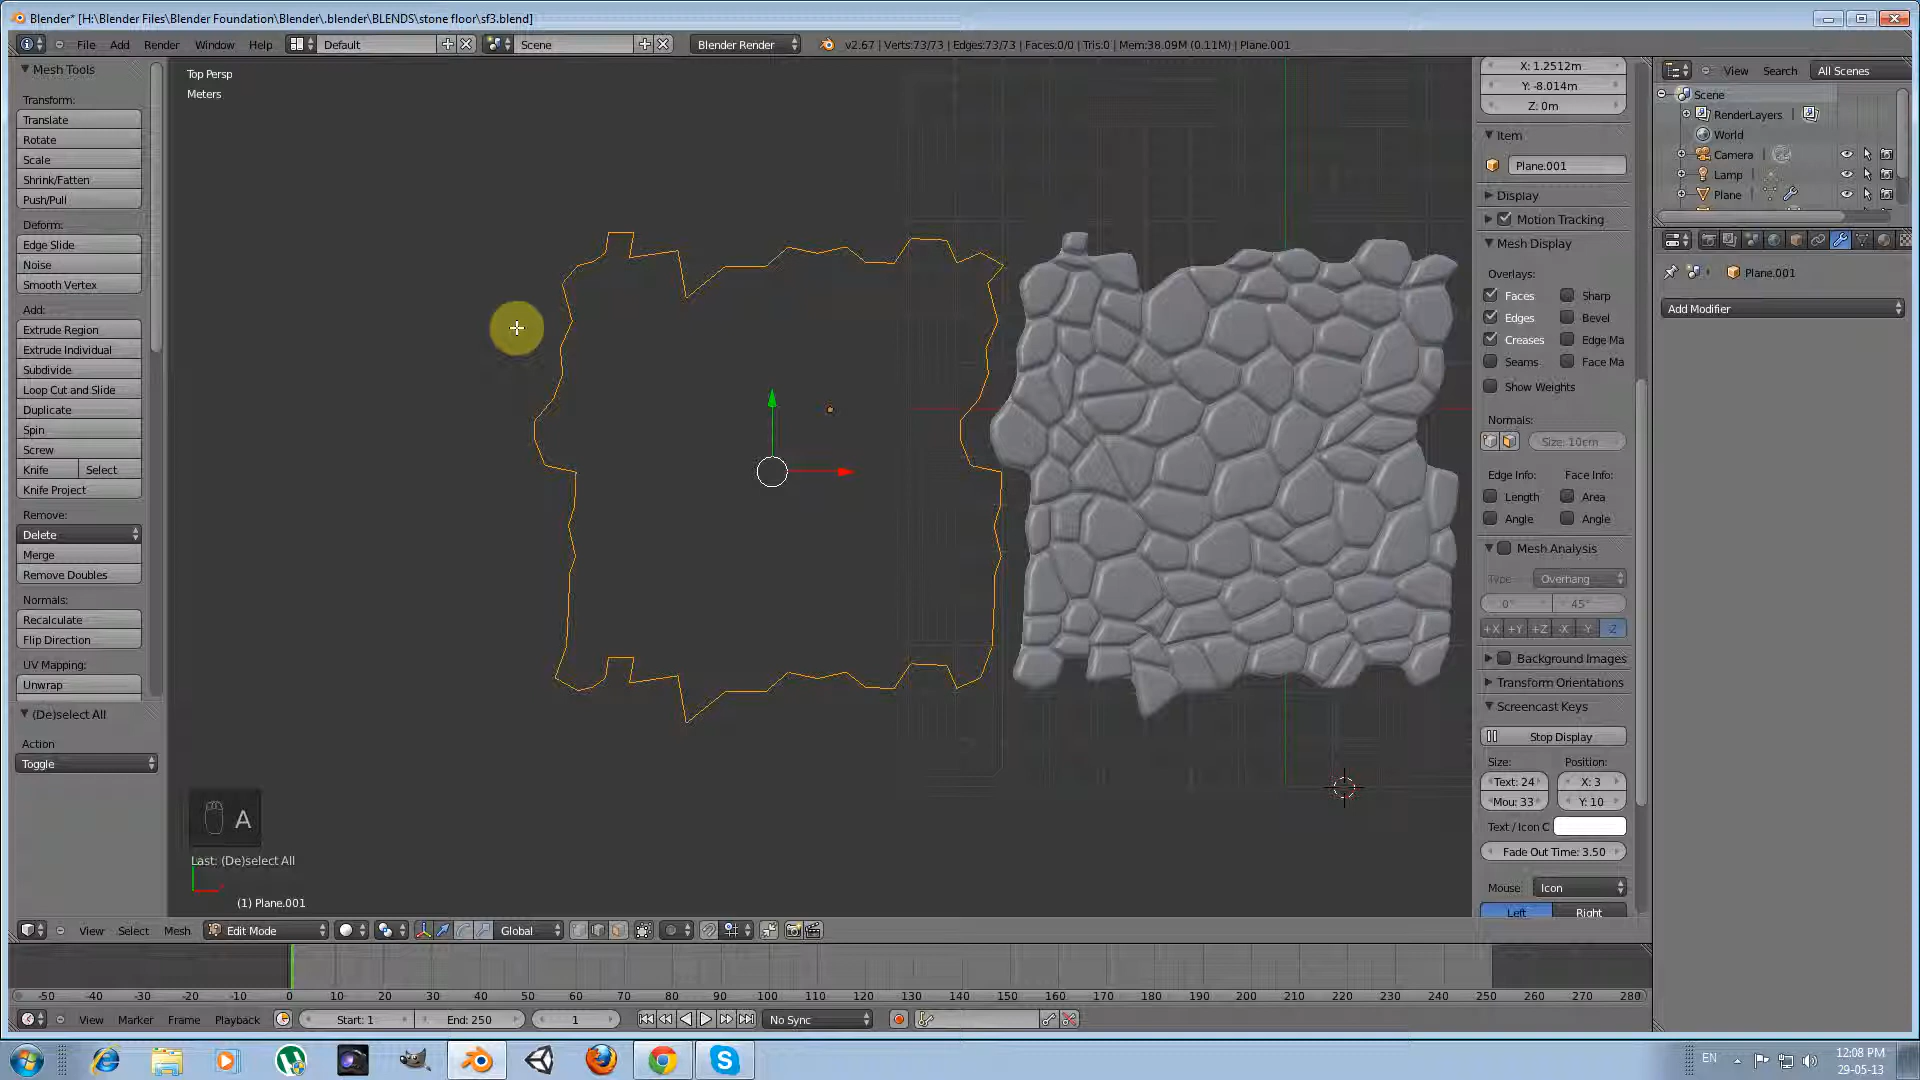 Blender* [H:\Blender Files\Blender Foundation\Blender\.blender\BLENDS\stone floor\sf3.blend]
File Add Render Window Help Default Scene Blender Render v2.67 | Verts:73/73 | Edges:73/73 | Faces:0/0 | Tris:0 | Mem:38.09M (0.11M) | Plane.001
Mesh Tools
Transform:
Translate
Rotate
Scale
Shrink/Fatten
Push/Pull
Deform:
Edge Slide
Noise
Smooth Vertex
Add:
Extrude Region
Extrude Individual
Subdivide
Loop Cut and Slide
Duplicate
Spin
Screw
Knife Select
Knife Project
Remove:
Delete
Merge
Remove Doubles
Normals:
Recalculate
Flip Direction
UV Mapping:
Unwrap
(De)select All
Action
Toggle
Top Persp
Meters
A
Last: (De)select All
(1) Plane.001
X: 1.2512m
Y: -8.014m
Z: 0m
Item
Plane.001
Display
Motion Tracking
Mesh Display
Overlays:
Faces Sharp
Edges Bevel
Creases Edge Ma
Seams Face Ma
Show Weights
Normals:
Size: 10cm
Edge Info: Face Info:
Length Area
Angle Angle
Mesh Analysis
Type: Overhang
0° 45°
+X +Y +Z -X -Y -Z
Background Images
Transform Orientations
Screencast Keys
Stop Display
Size: Position:
Text: 24 X: 3
Mou: 33 Y: 10
Text / Icon C
Fade Out Time: 3.50
Mouse: Icon
Left Right
View Search All Scenes
Scene
RenderLayers
World
Camera
Lamp
Plane
Plane.001
Add Modifier
View Select Mesh Edit Mode Global
-50 -40 -30 -20 -10 0 10 20 30 40 50 60 70 80 90 100 110 120 130 140 150 160 170 180 190 200 210 220 230 240 250 260 270 280
View Marker Frame Playback Start: 1 End: 250 1 No Sync
EN
12:08 PM
29-05-13